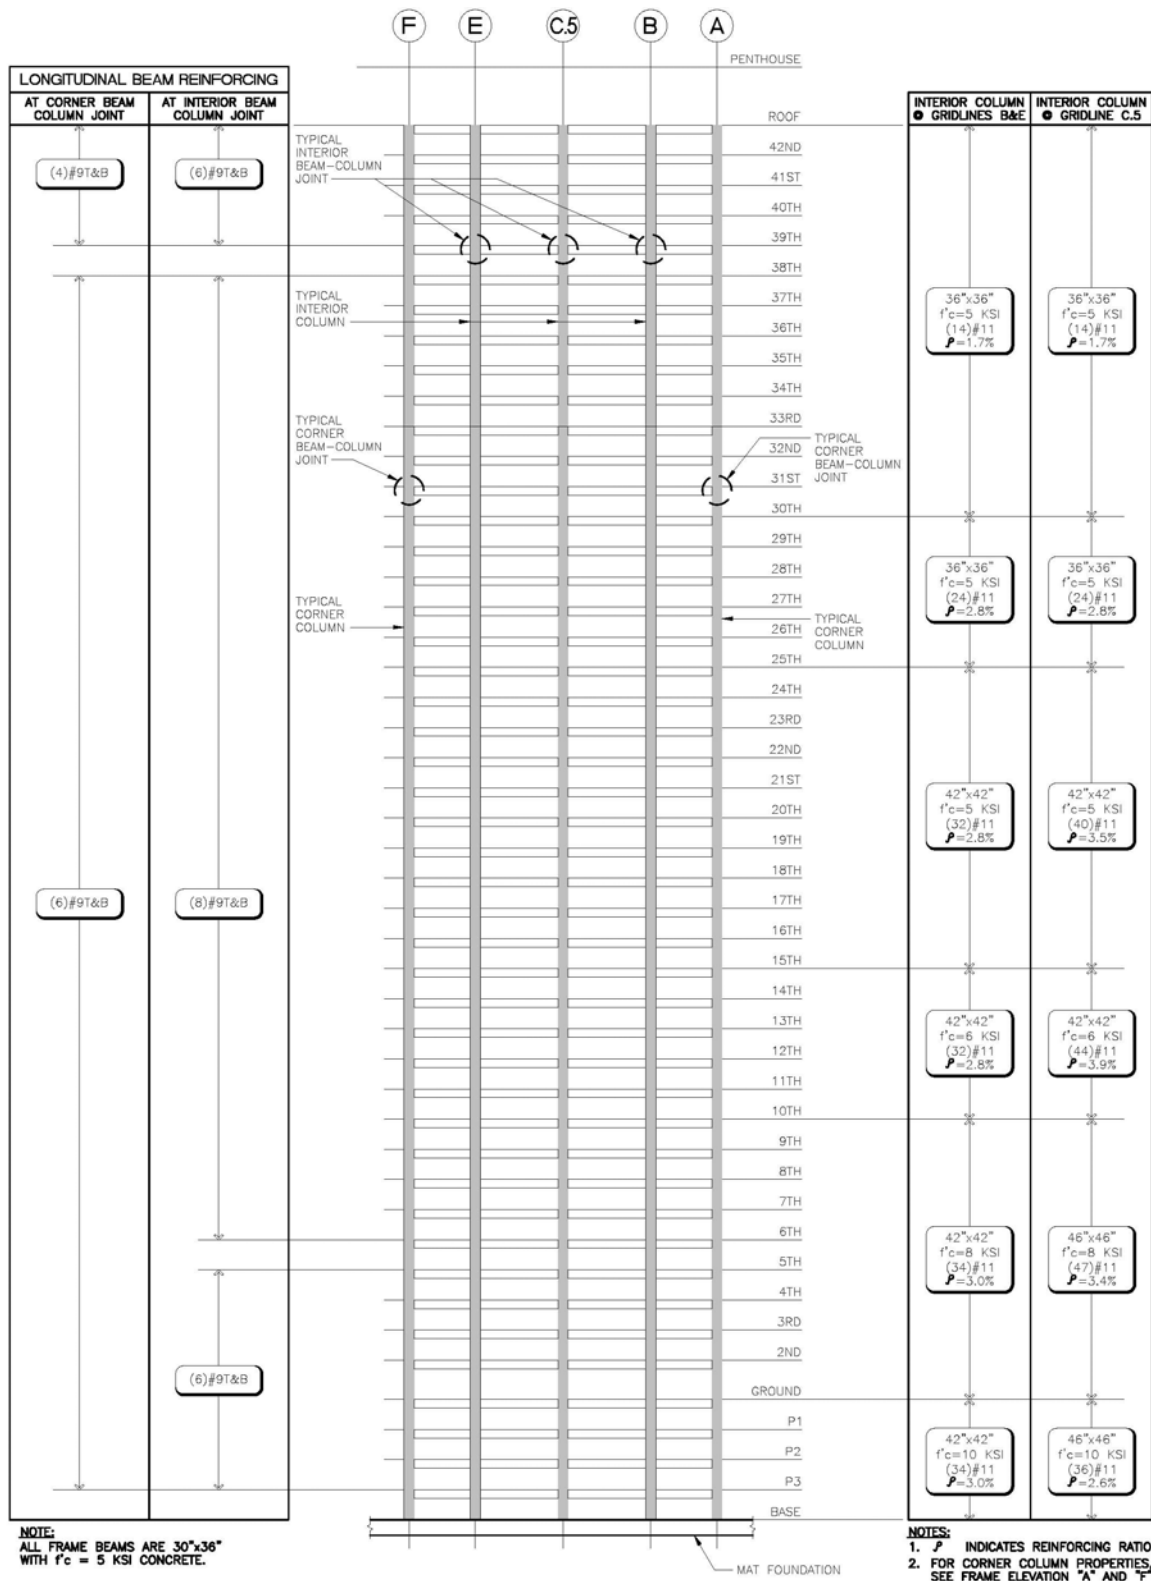 F E C.5 B A
PENTHOUSE
LONGITUDINAL BEAM REINFORCING
AT CORNER BEAM
COLUMN JOINT
AT INTERIOR BEAM
COLUMN JOINT
(4)#9T&B
(6)#9T&B
(6)#9T&B
(8)#9T&B
(6)#9T&B
NOTE:
ALL FRAME BEAMS ARE 30"x36"
WITH f'c = 5 KSI CONCRETE.
TYPICAL
INTERIOR
BEAM-COLUMN
JOINT
TYPICAL
INTERIOR
COLUMN
TYPICAL
CORNER
BEAM-COLUMN
JOINT
TYPICAL
CORNER
COLUMN
ROOF
42ND
41ST
40TH
39TH
38TH
37TH
36TH
35TH
34TH
33RD
32ND
31ST
30TH
29TH
28TH
27TH
26TH
25TH
24TH
23RD
22ND
21ST
20TH
19TH
18TH
17TH
16TH
15TH
14TH
13TH
12TH
11TH
10TH
9TH
8TH
7TH
6TH
5TH
4TH
3RD
2ND
GROUND
P1
P2
P3
BASE
MAT FOUNDATION
TYPICAL
CORNER
BEAM-COLUMN
JOINT
TYPICAL
CORNER
COLUMN
INTERIOR COLUMN
@ GRIDLINES B&E
36"x36"
f'c=5 KSI
(14)#11
ρ=1.7%
36"x36"
f'c=5 KSI
(24)#11
ρ=2.8%
42"x42"
f'c=5 KSI
(32)#11
ρ=2.8%
42"x42"
f'c=6 KSI
(32)#11
ρ=2.8%
42"x42"
f'c=8 KSI
(34)#11
ρ=3.0%
42"x42"
f'c=10 KSI
(34)#11
ρ=3.0%
INTERIOR COLUMN
@ GRIDLINE C.5
36"x36"
f'c=5 KSI
(14)#11
ρ=1.7%
36"x36"
f'c=5 KSI
(24)#11
ρ=2.8%
42"x42"
f'c=5 KSI
(40)#11
ρ=3.5%
42"x42"
f'c=6 KSI
(44)#11
ρ=3.9%
46"x46"
f'c=8 KSI
(47)#11
ρ=3.4%
46"x46"
f'c=10 KSI
(36)#11
ρ=2.6%
NOTES:
1. ρ INDICATES REINFORCING RATIO
2. FOR CORNER COLUMN PROPERTIES,
SEE FRAME ELEVATION "A" AND "F"